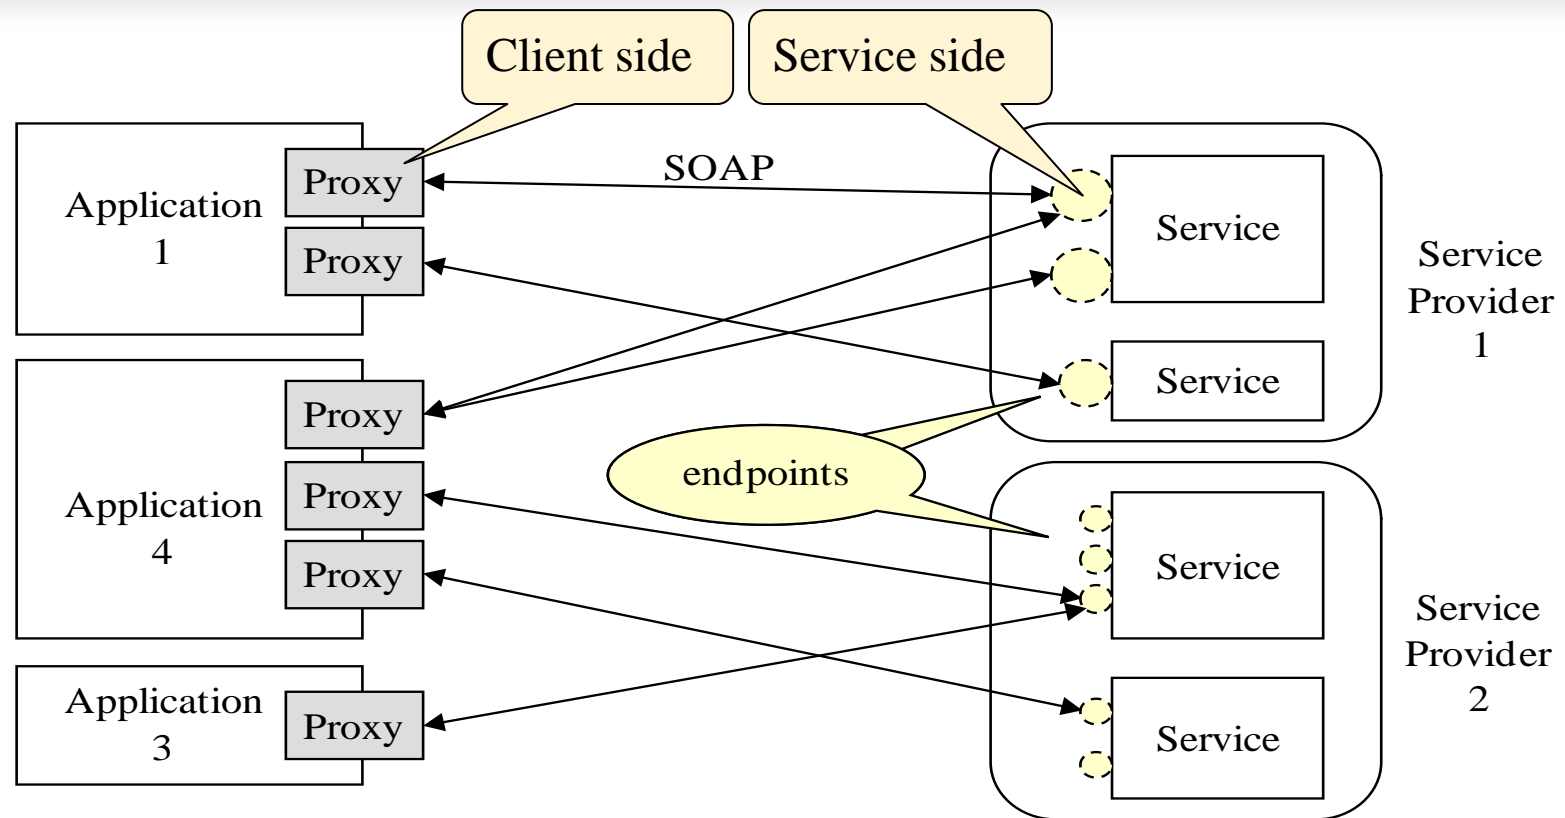 Client side
Service side
SOAP
Application
1
Proxy
Proxy
Service
Service
Service
Provider
1
Application
4
Proxy
Proxy
Proxy
endpoints
Service
Service
Service
Provider
2
Application
3
Proxy